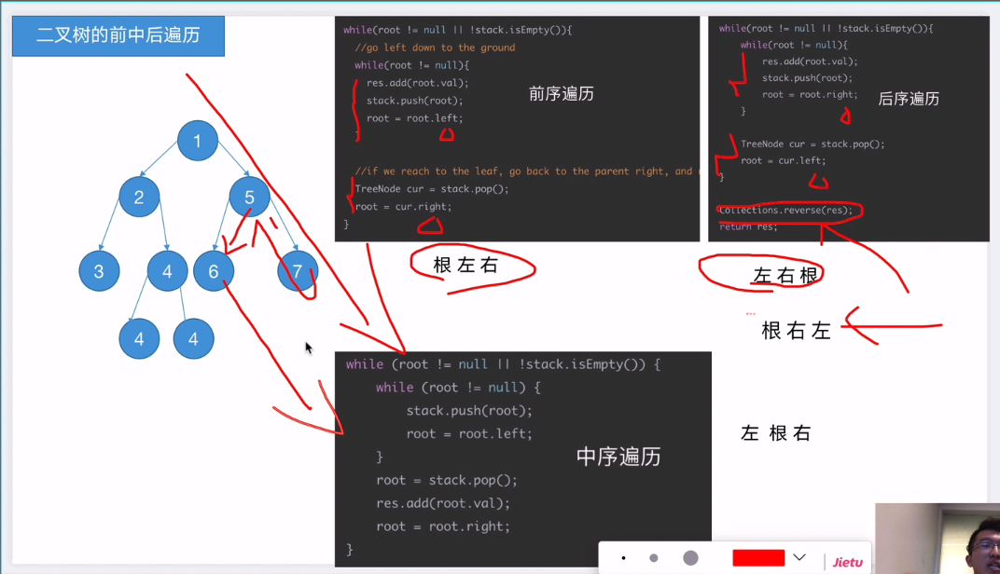 二叉树的前中后遍历
1
2
5
3
4
6
7
4
4
while(root != null || !stack.isEmpty()){
//go left down to the ground
while(root != null){
res.add(root.val);
stack.push(root);
root = root.left;
}
//if we reach to the leaf, go back to the parent right, and
TreeNode cur = stack.pop();
root = cur.right;
}
前序遍历
根 左 右
while(root != null || !stack.isEmpty()){
while(root != null){
res.add(root.val);
stack.push(root);
root = root.right;
}
TreeNode cur = stack.pop();
root = cur.left;
}
Collections.reverse(res);
return res;
后序遍历
左 右 根
根 右 左
while (root != null || !stack.isEmpty()) {
while (root != null) {
stack.push(root);
root = root.left;
}
root = stack.pop();
res.add(root.val);
root = root.right;
}
中序遍历
左 根 右
Jietu